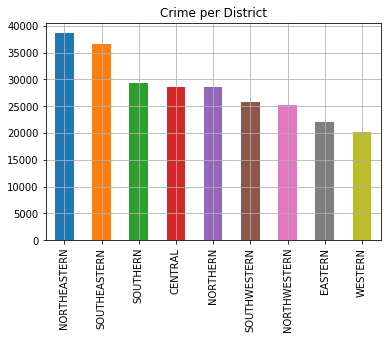 Crime per District
40000
35000
30000
25000
20000
15000
10000
5000
0
NORTHEASTERN
SOUTHEASTERN
SOUTHERN
CENTRAL
NORTHERN
SOUTHWESTERN
NORTHWESTERN
EASTERN
WESTERN